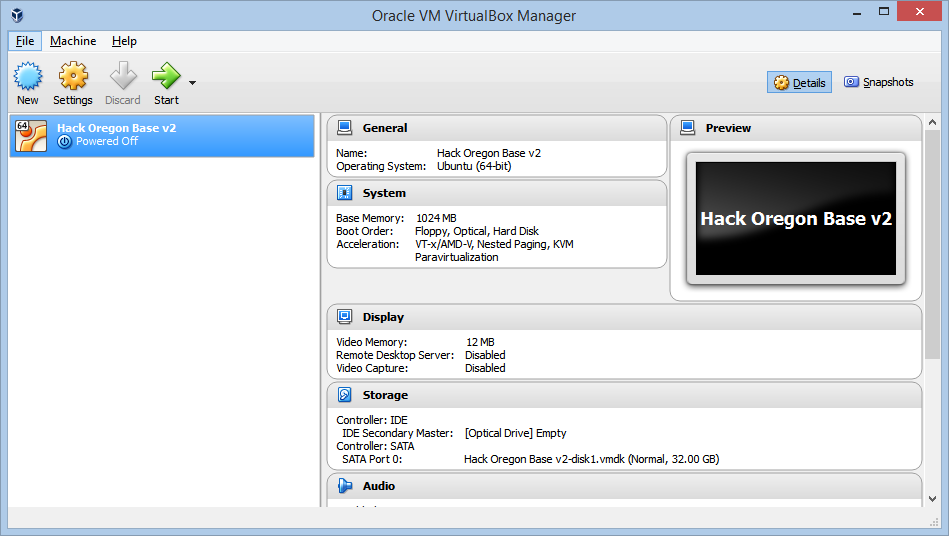 Oracle VM VirtualBox Manager
File Machine Help
New Settings Discard Start
Details Snapshots
64
Hack Oregon Base v2
Powered Off
General
Name: Hack Oregon Base v2
Operating System: Ubuntu (64-bit)
System
Base Memory: 1024 MB
Boot Order: Floppy, Optical, Hard Disk
Acceleration: VT-x/AMD-V, Nested Paging, KVM
Paravirtualization
Preview
Hack Oregon Base v2
Display
Video Memory: 12 MB
Remote Desktop Server: Disabled
Video Capture: Disabled
Storage
Controller: IDE
IDE Secondary Master: [Optical Drive] Empty
Controller: SATA
SATA Port 0: Hack Oregon Base v2-disk1.vmdk (Normal, 32.00 GB)
Audio